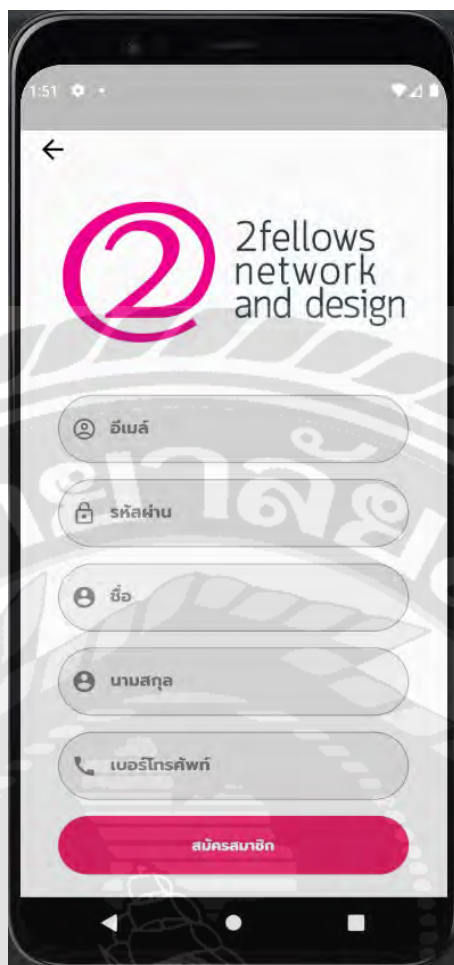 1:51
2
2fellows
network
and design
อีเมล์
รหัสผ่าน
ชื่อ
นามสกุล
เบอร์โทรศัพท์
สมัครสมาชิก